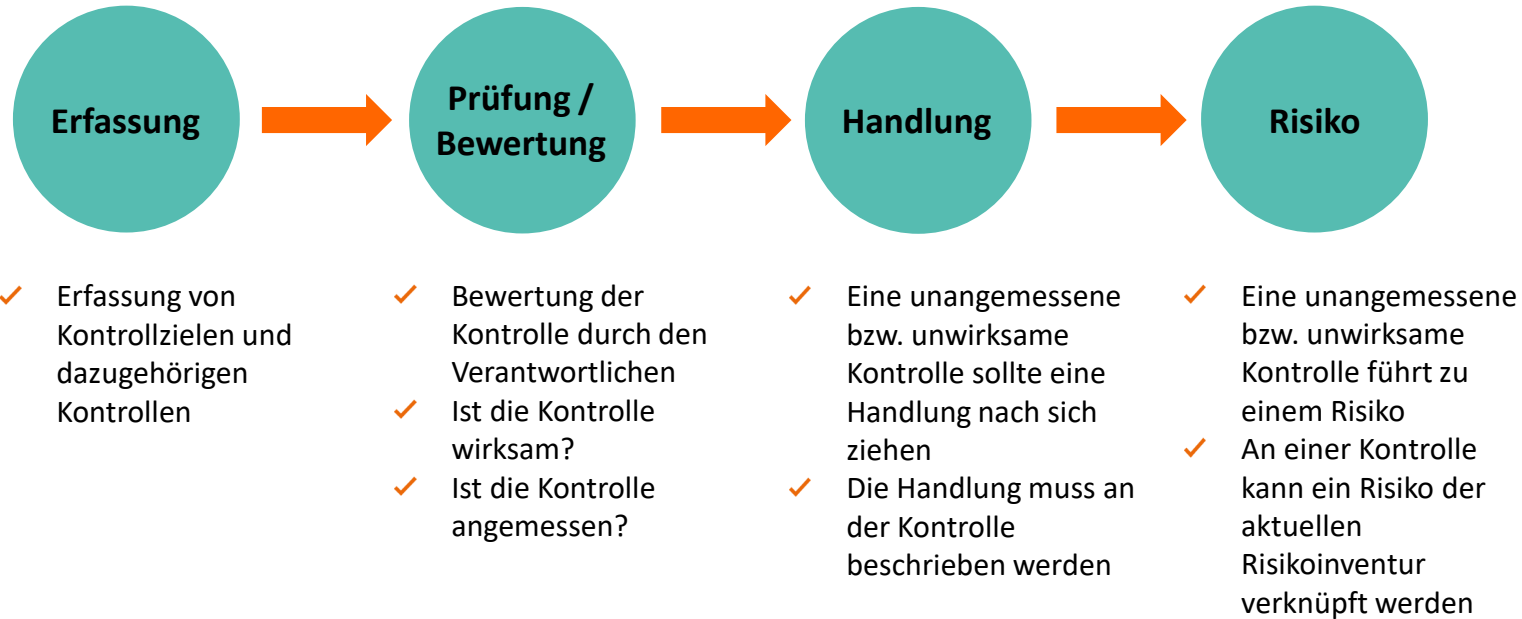 Erfassung
Prüfung /
Bewertung
Handlung
Risiko
Erfassung von
Kontrollzielen und
dazugehörigen
Kontrollen
Bewertung der
Kontrolle durch den
Verantwortlichen
Ist die Kontrolle
wirksam?
Ist die Kontrolle
angemessen?
Eine unangemessene
bzw. unwirksame
Kontrolle sollte eine
Handlung nach sich
ziehen
Die Handlung muss an
der Kontrolle
beschrieben werden
Eine unangemessene
bzw. unwirksame
Kontrolle führt zu
einem Risiko
An einer Kontrolle
kann ein Risiko der
aktuellen
Risikoinventur
verknüpft werden